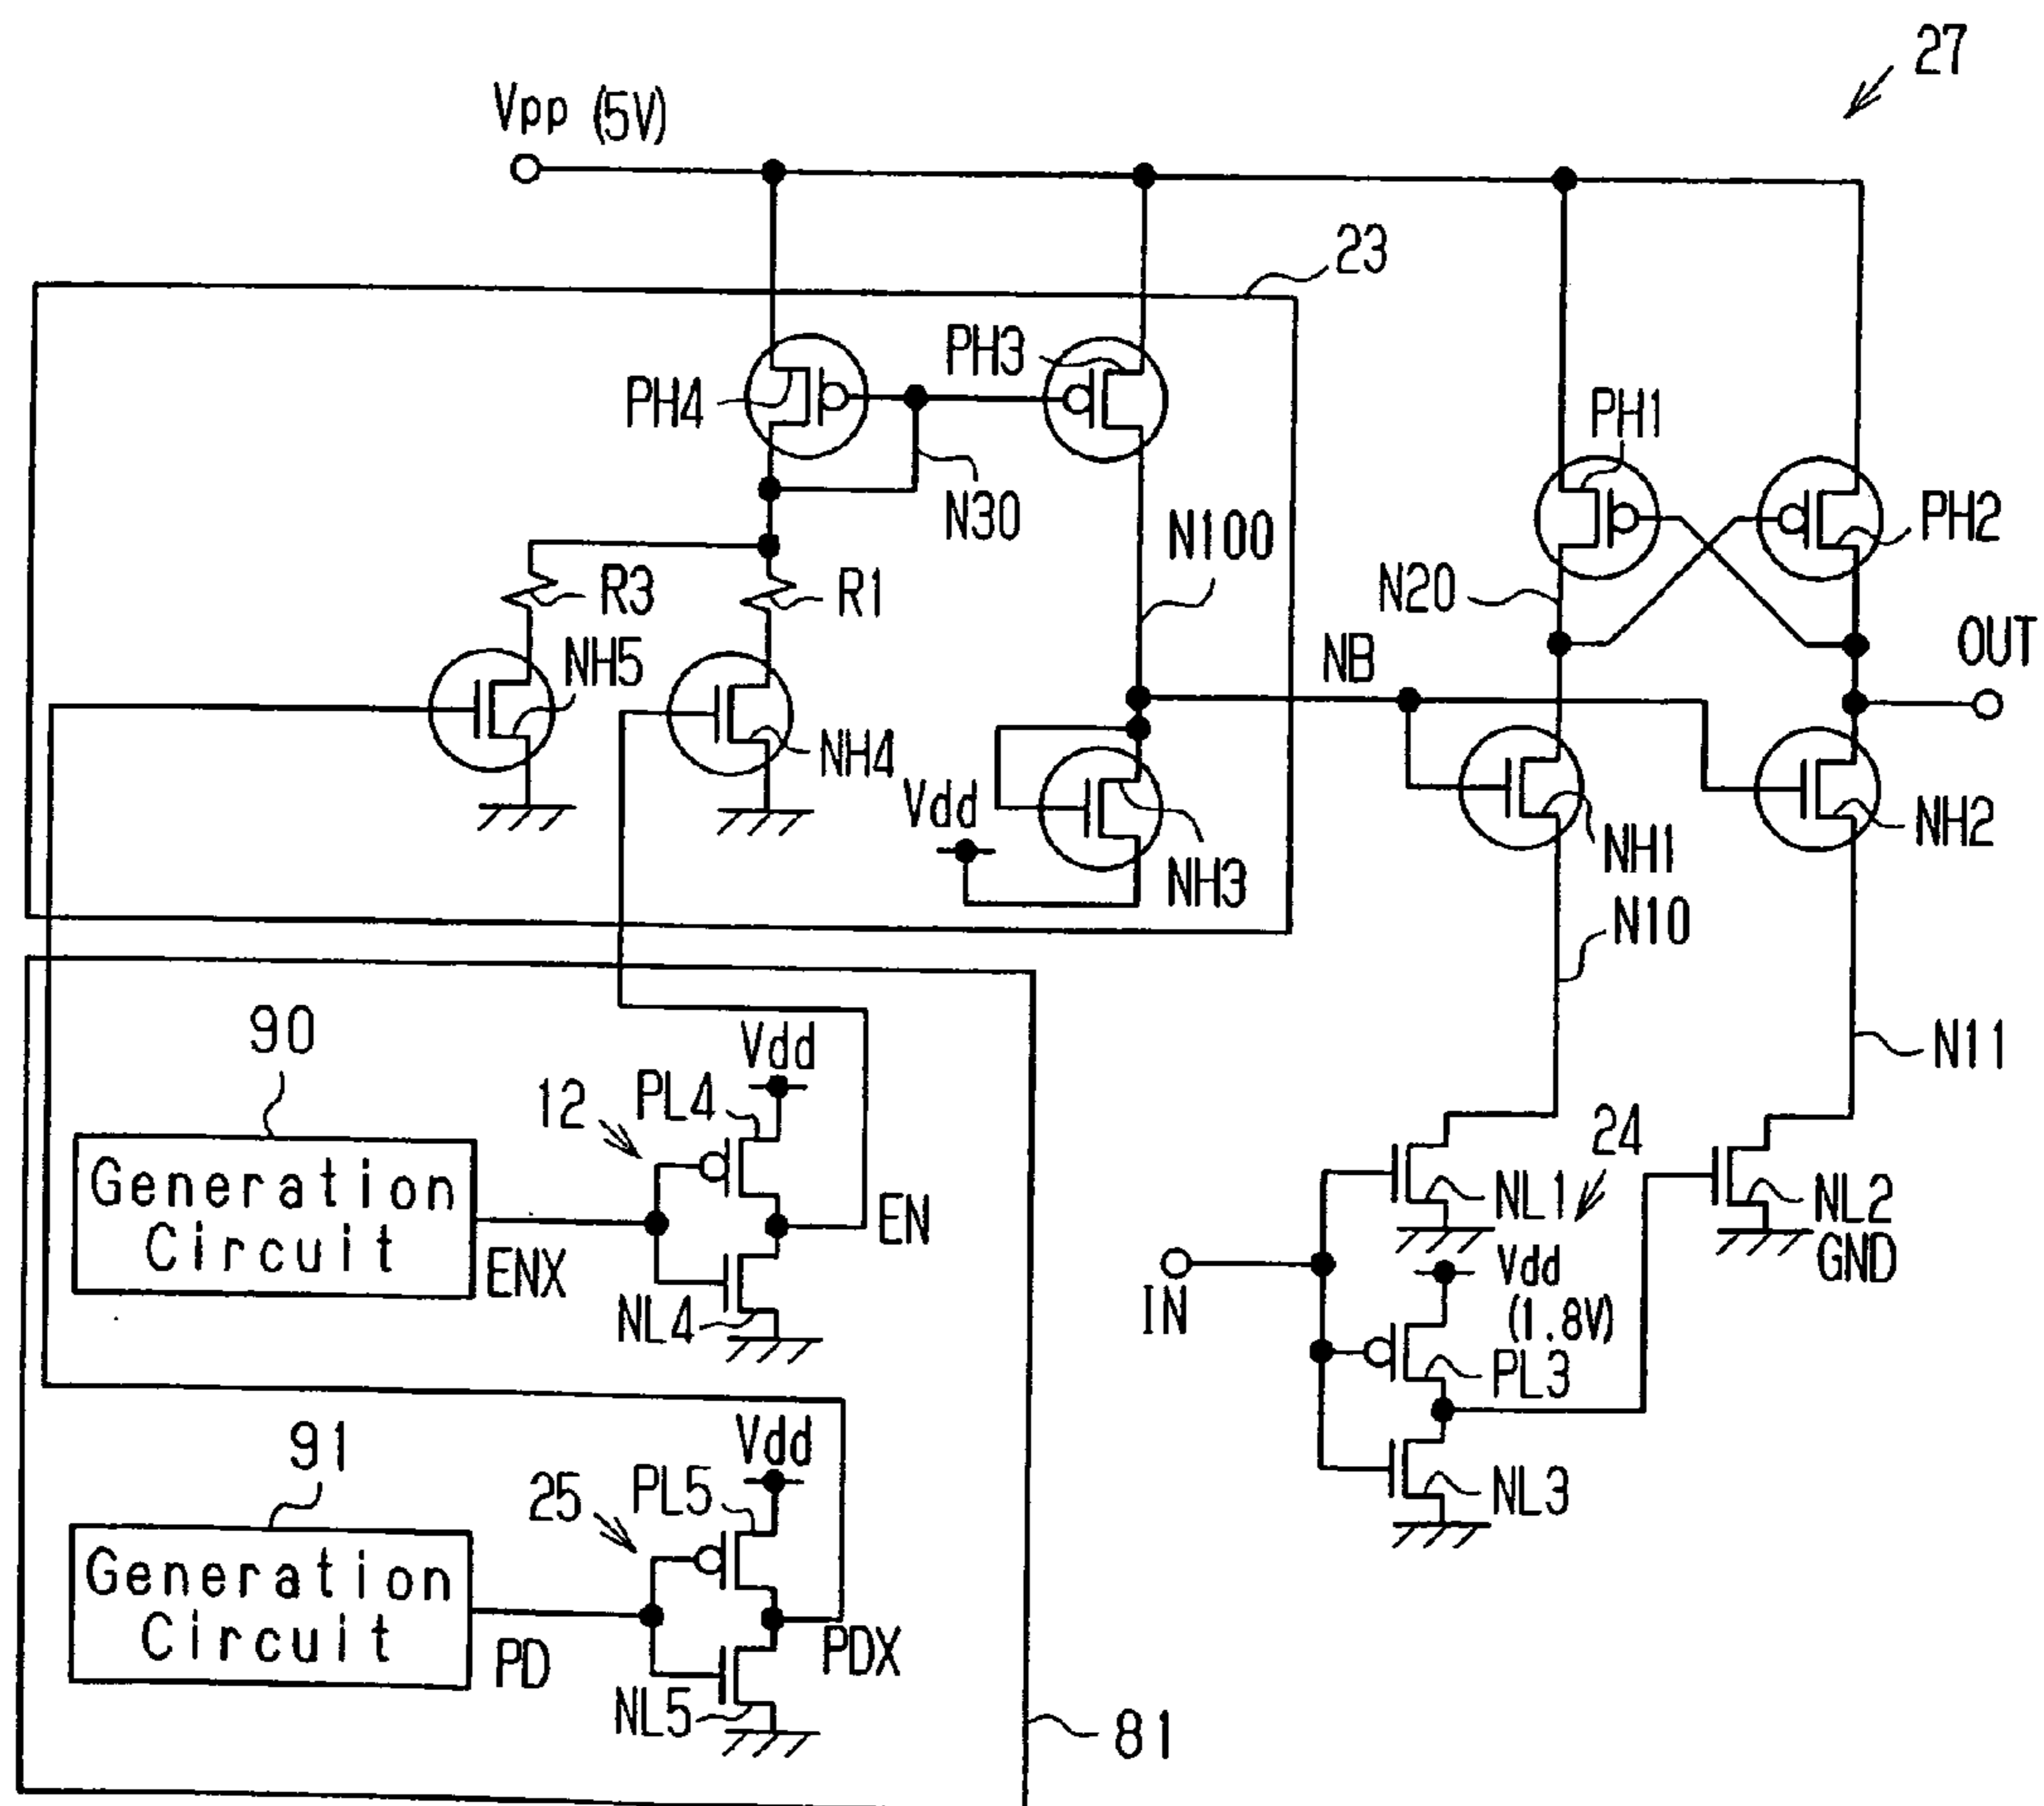 27
Vpp (5V)
23
PH3
PH4
PH1
N30
N100
PH2
R3
R1
N20
NB
OUT
NH5
NH4
Vdd
NH3
NH1
NH2
N10
90
Vdd
N11
12
PL4
24
Generation
Circuit
ENX
EN
NL1
NL2
GND
Vdd
(1.8V)
IN
NL4
PL3
91
Vdd
25
PL5
NL3
Generation
Circuit
PD
PDX
NL5
81